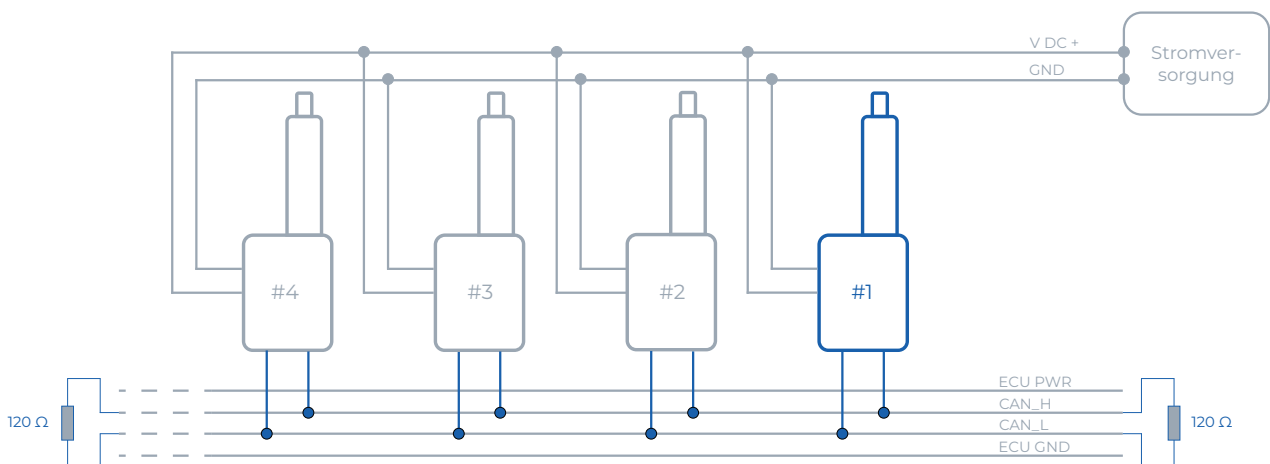 V DC +
GND
Stromver-
sorgung
#4
#3
#2
#1
ECU PWR
CAN_H
CAN_L
ECU GND
120 Ω
120 Ω